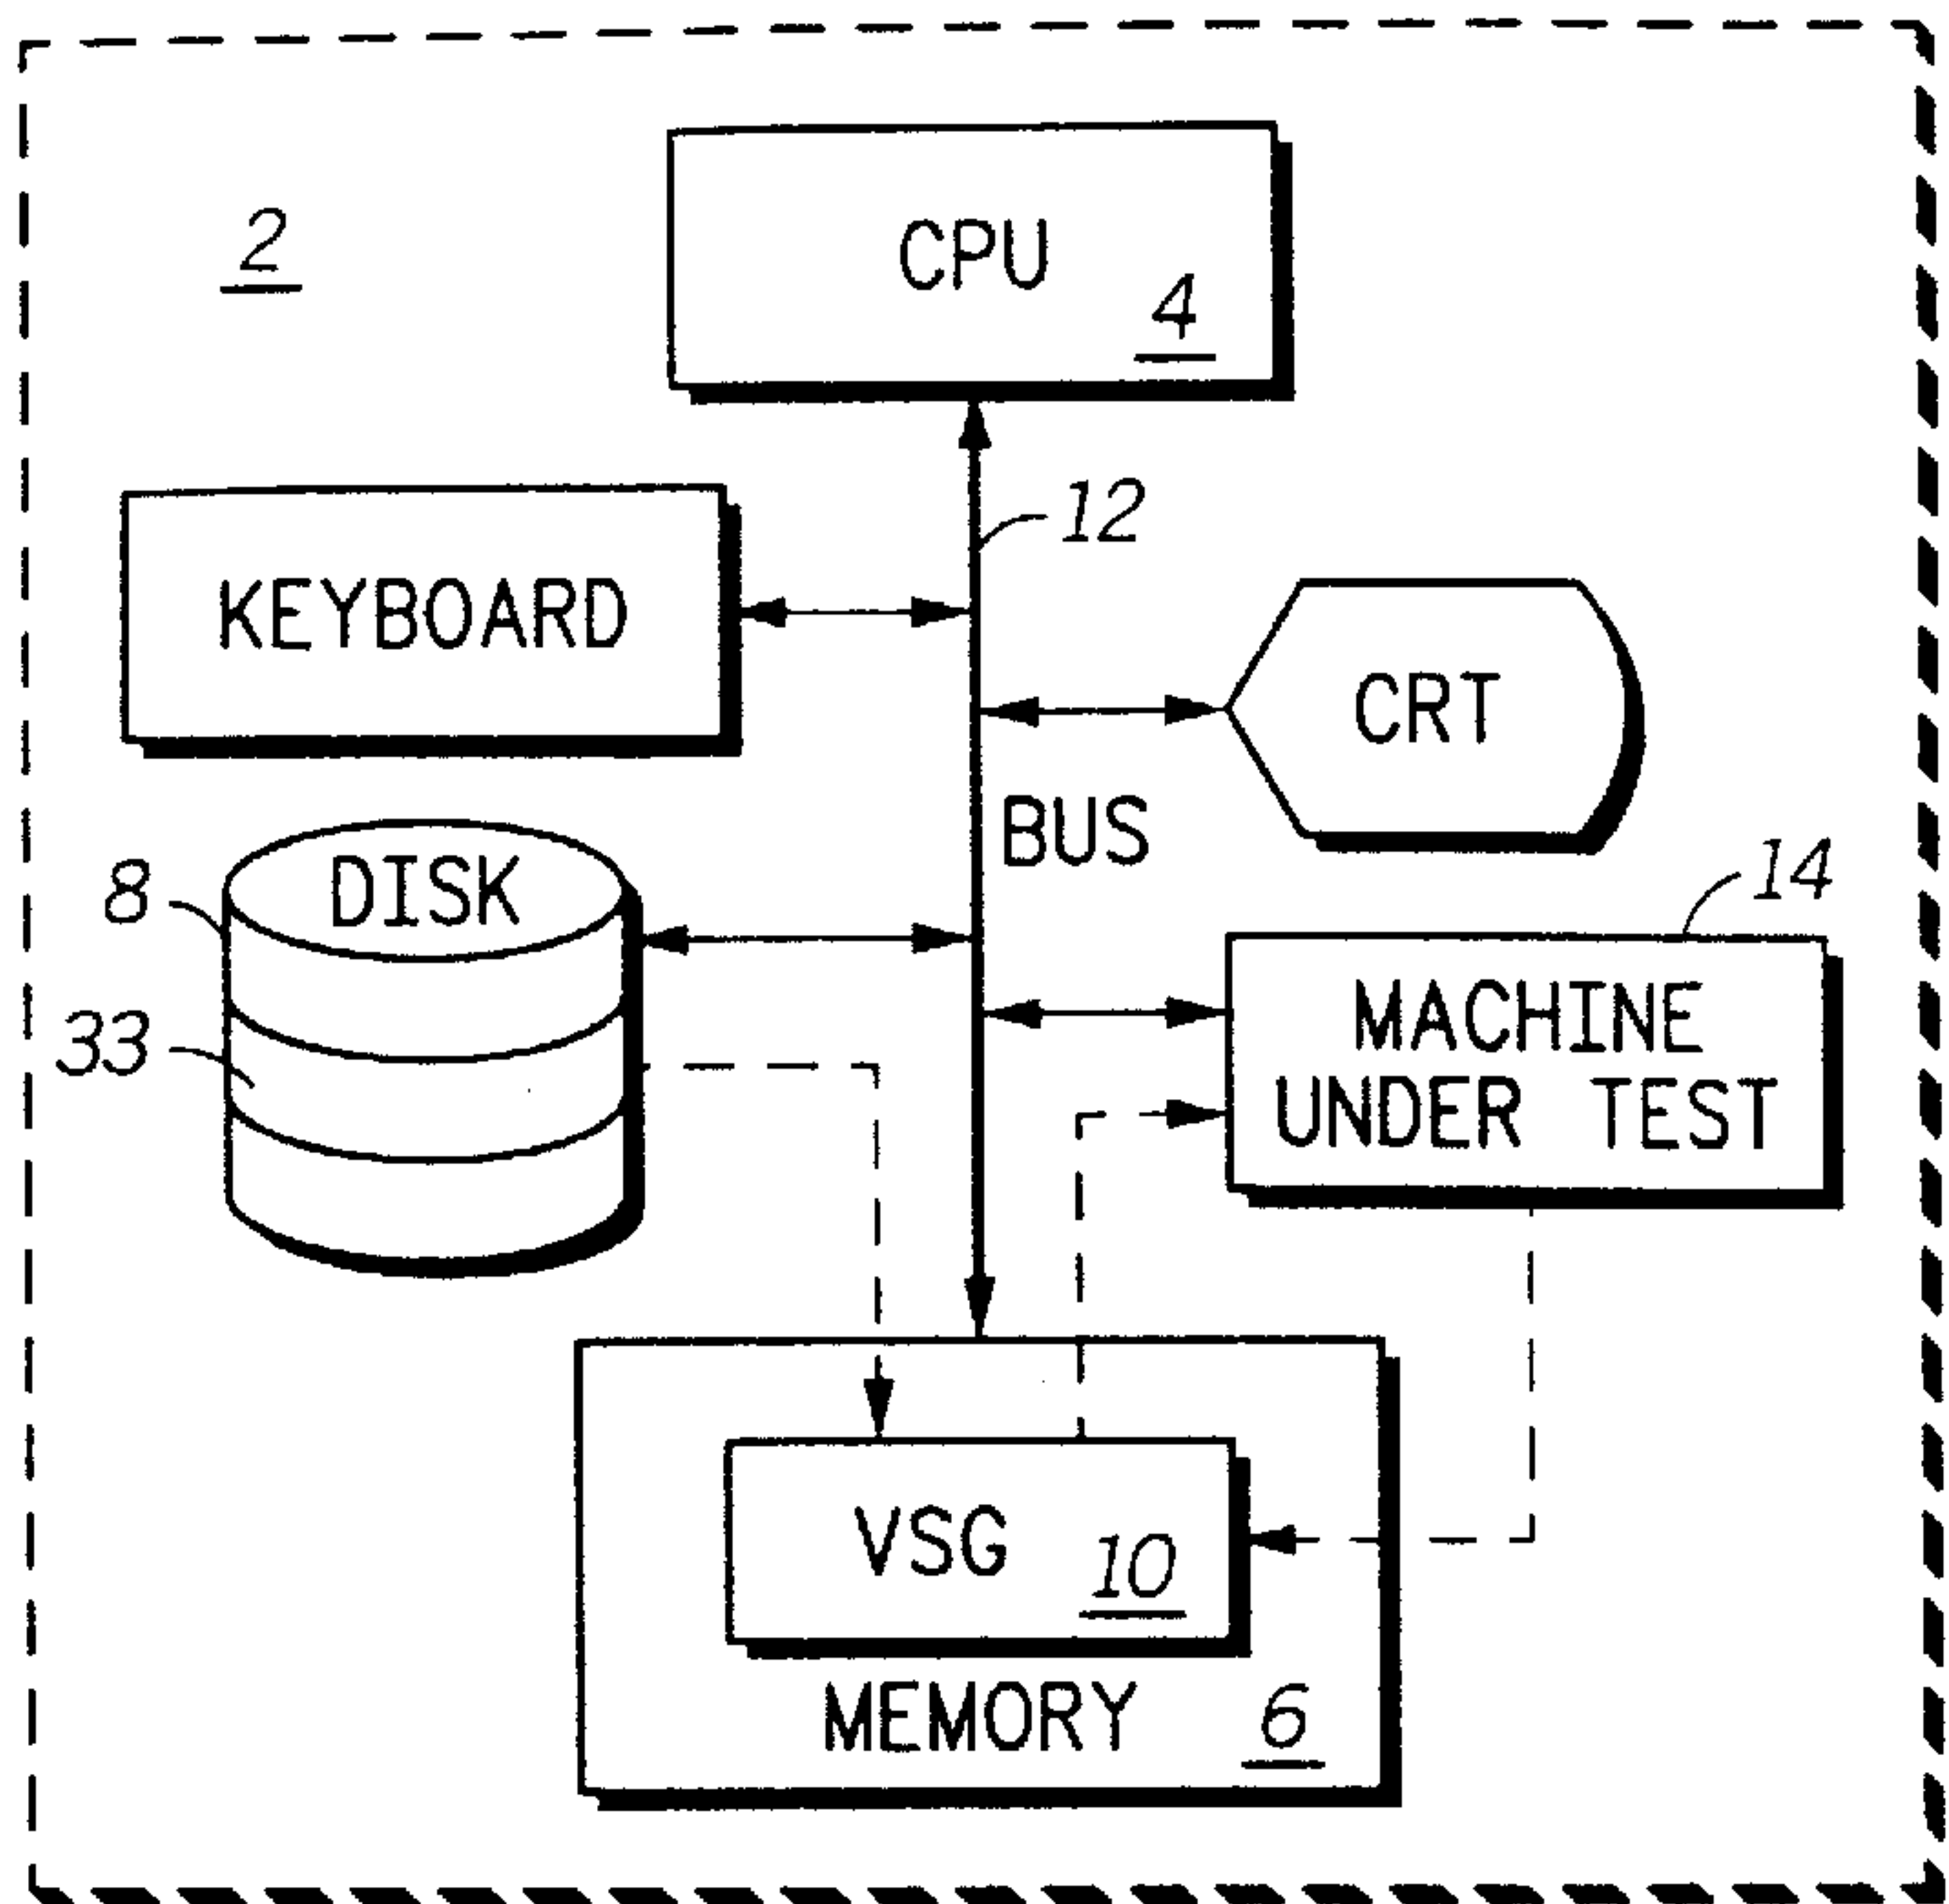 2
CPU
4
12
KEYBOARD
CRT
BUS
8
DISK
14
33
MACHINE
UNDER TEST
VSG
10
MEMORY
6